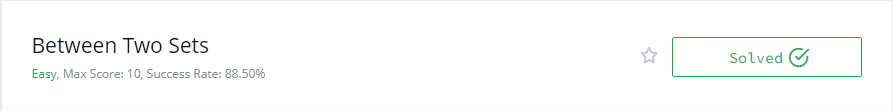 Between Two Sets
Solved
Easy, Max Score: 10, Success Rate: 88.50%